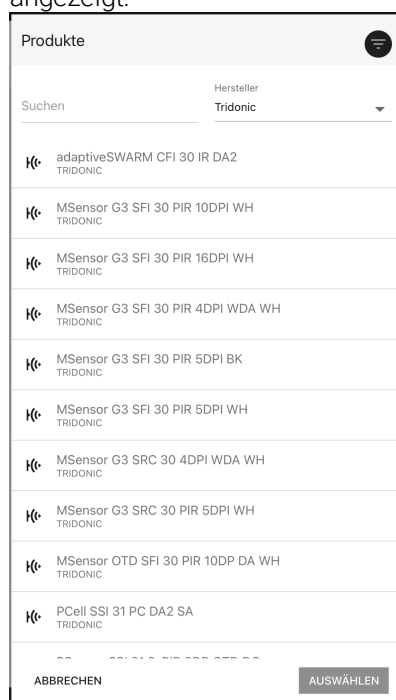 angezeigt.
Produkte
Hersteller
Suchen
Tridonic
adaptiveSWARM CFI 30 IR DA2
TRIDONIC
MSensor G3 SFI 30 PIR 10DPI WH
TRIDONIC
MSensor G3 SFI 30 PIR 16DPI WH
TRIDONIC
MSensor G3 SFI 30 PIR 4DPI WDA WH
TRIDONIC
MSensor G3 SFI 30 PIR 5DPI BK
TRIDONIC
MSensor G3 SFI 30 PIR 5DPI WH
TRIDONIC
MSensor G3 SRC 30 4DPI WDA WH
TRIDONIC
MSensor G3 SRC 30 PIR 5DPI WH
TRIDONIC
MSensor OTD SFI 30 PIR 10DP DA WH
TRIDONIC
PCell SSI 31 PC DA2 SA
TRIDONIC
ABBRECHEN
AUSWÄHLEN